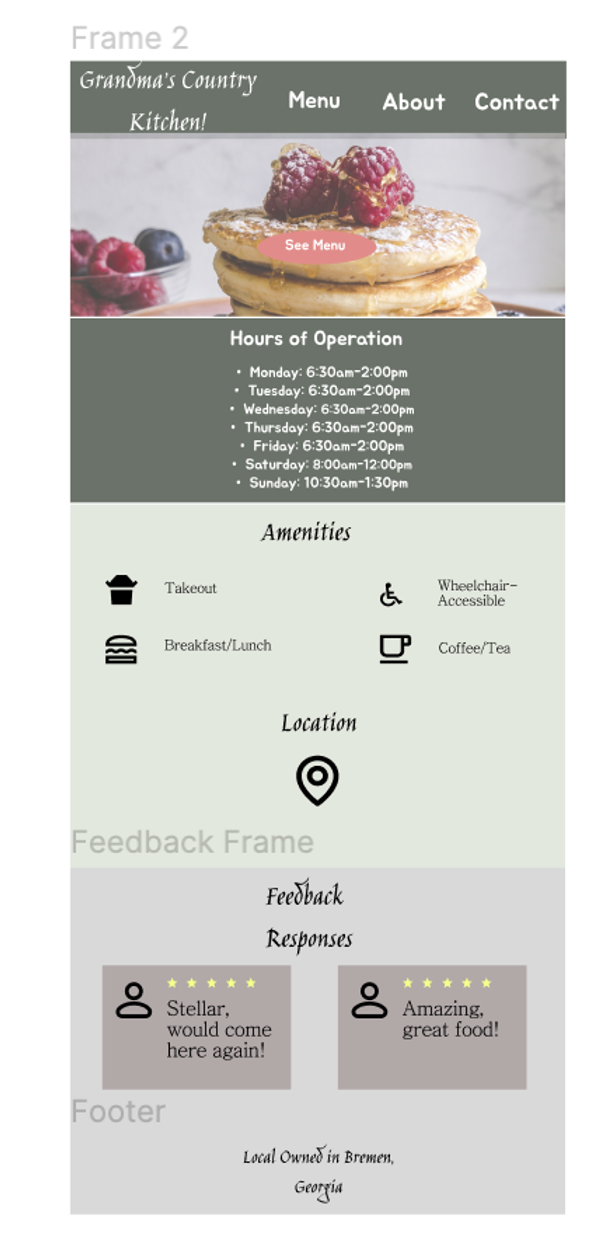 Frame 2
Grandma's Country
Kitchen!
Menu
About
Contact
See Menu
Hours of Operation
• Monday: 6:30am-2:00pm
• Tuesday: 6:30am-2:00pm
• Wednesday: 6:30am-2:00pm
• Thursday: 6:30am-2:00pm
• Friday: 6:30am-2:00pm
• Saturday: 8:00am-12:00pm
• Sunday: 10:30am-1:30pm
Amenities
Takeout
Wheelchair-
Accessible
Breakfast/Lunch
Coffee/Tea
Location
Feedback Frame
Feedback
Responses
Stellar,
would come
here again!
Amazing,
great food!
Footer
Local Owned in Bremen,
Georgia